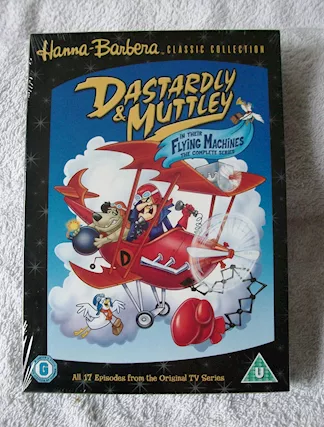 Hanna-Barbera CLASSIC COLLECTION
DASTARDLY
& MUTTLEY
IN THEIR
FLYING MACHINES
THE COMPLETE SERIES
D
All 17 Episodes from the Original TV Series
U